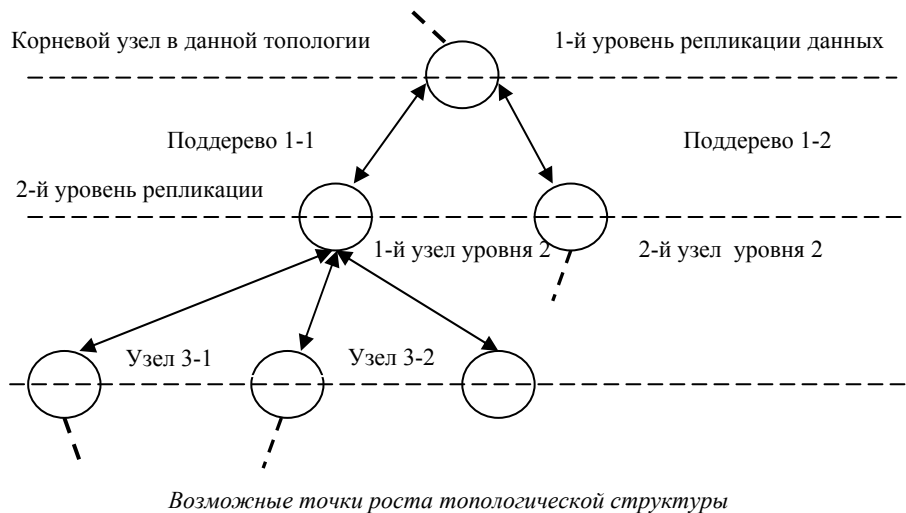 Корневой узел в данной топологии
1-й уровень репликации данных
Поддерево 1-1
Поддерево 1-2
2-й уровень репликации
1-й узел уровня 2
2-й узел уровня 2
Узел 3-1
Узел 3-2
Возможные точки роста топологической структуры